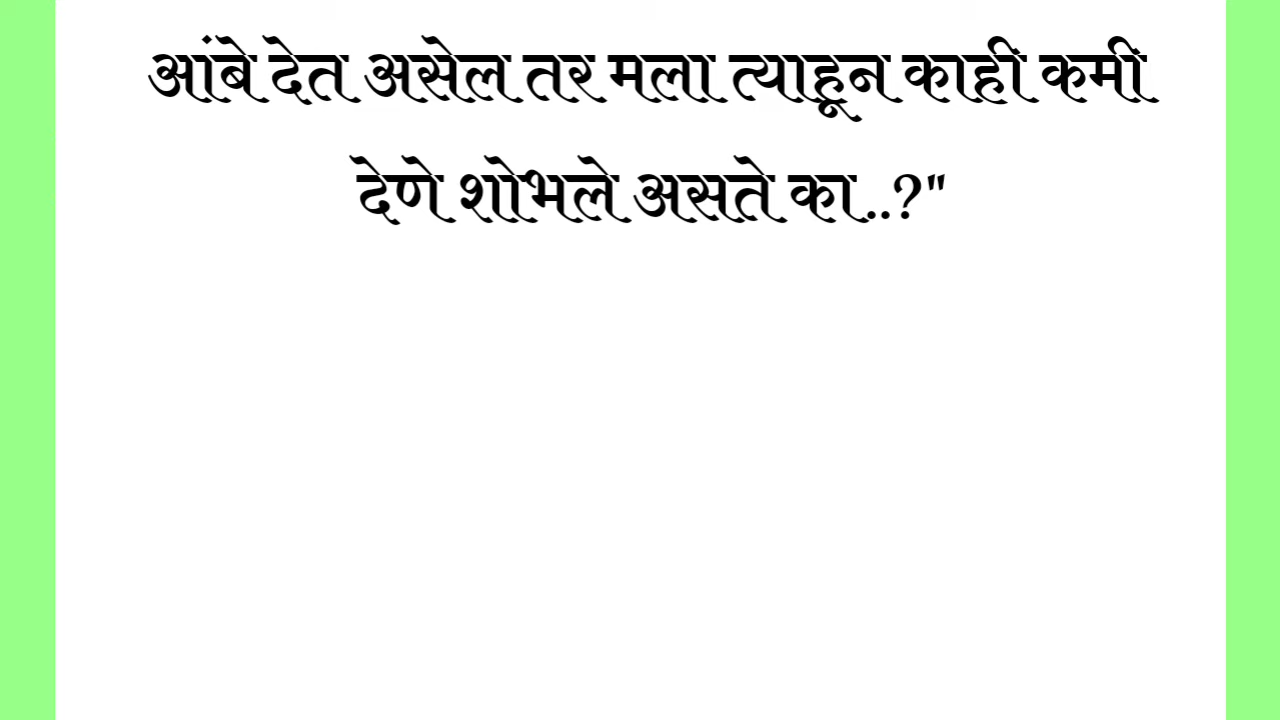 आंबे देत असेल तर मला त्याहून काही कमी
देणे शोभले असते का..?"